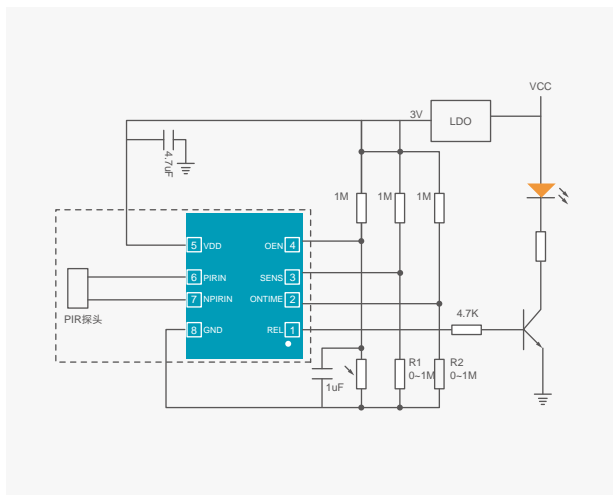 VCC
3V
LDO
4.7uF
1M
1M
1M
5
VDD
OEN
4
6
PIRIN
SENS
3
7
NPIRIN
ONTIME
2
8
GND
REL
1
PIR探头
4.7K
1uF
R1
0~1M
R2
0~1M